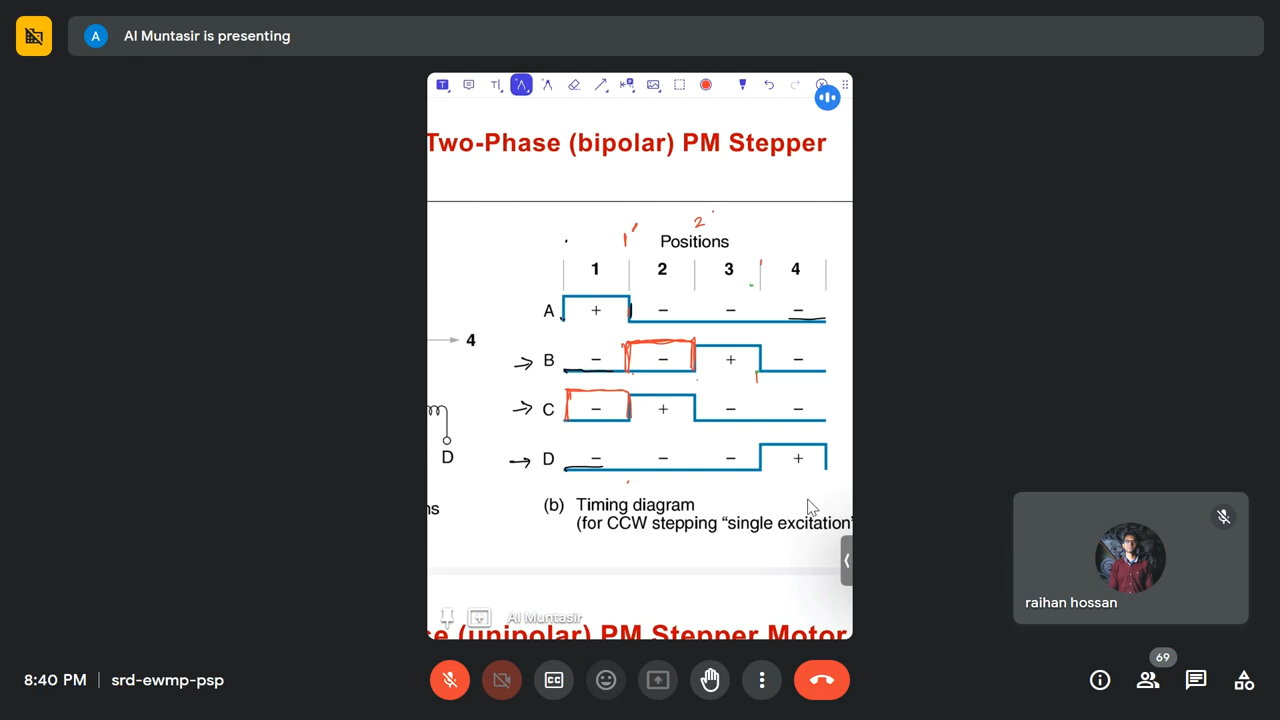 A
Al Muntasir is presenting
Two-Phase (bipolar) PM Stepper
1' 2
Positions
1 2 3 4
A + - - -
4
→ B - - + -
→ C - + - -
D → D - - - +
(b) Timing diagram
ns
(for CCW stepping “single excitation”
Al Muntasir
raihan hossan
se (unipolar) PM Stepper Motor
69
8:40 PM | srd-ewmp-psp